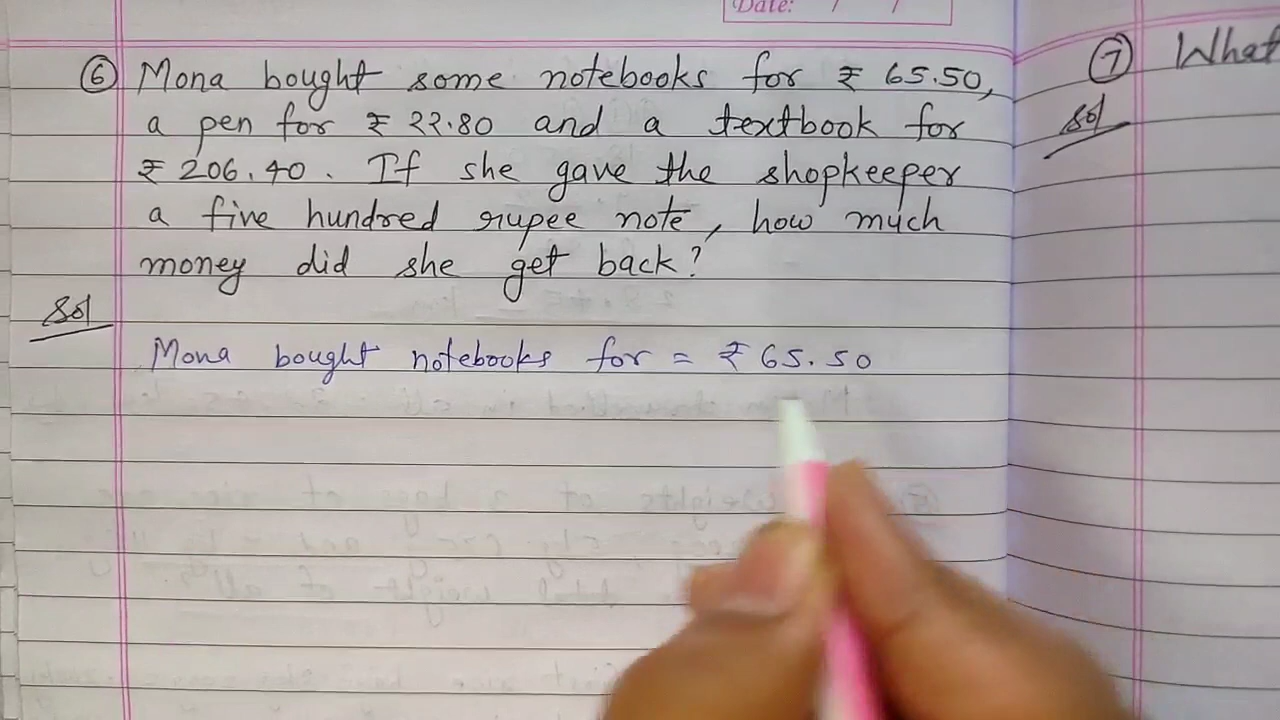 Date: / /
⑥ Mona bought some notebooks for ₹ 65.50,
a pen for ₹ 22.80 and a textbook for
₹ 206.40. If she gave the shopkeeper
a five hundred rupee note, how much
money did she get back?
Sol
Mona bought notebooks for = ₹ 65.50
⑦ What
Sol